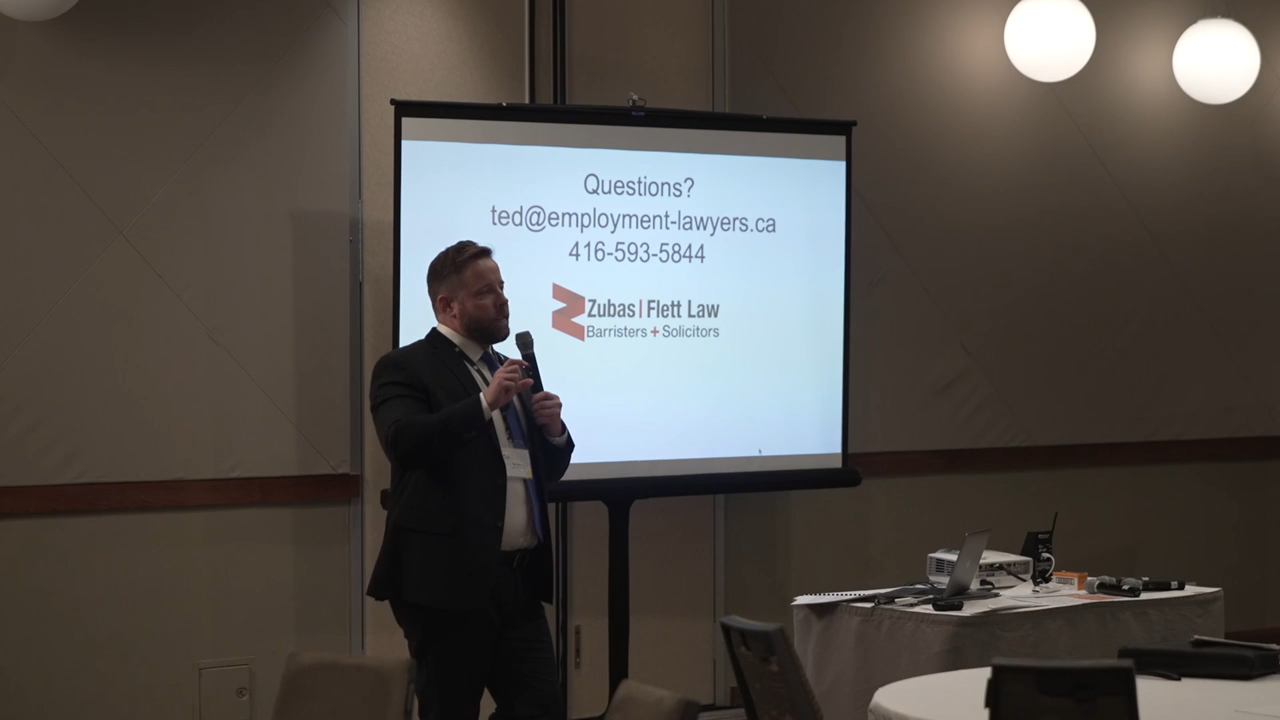 Questions?
ted@employment-lawyers.ca
416-593-5844
Zubas | Flett Law
Barristers + Solicitors